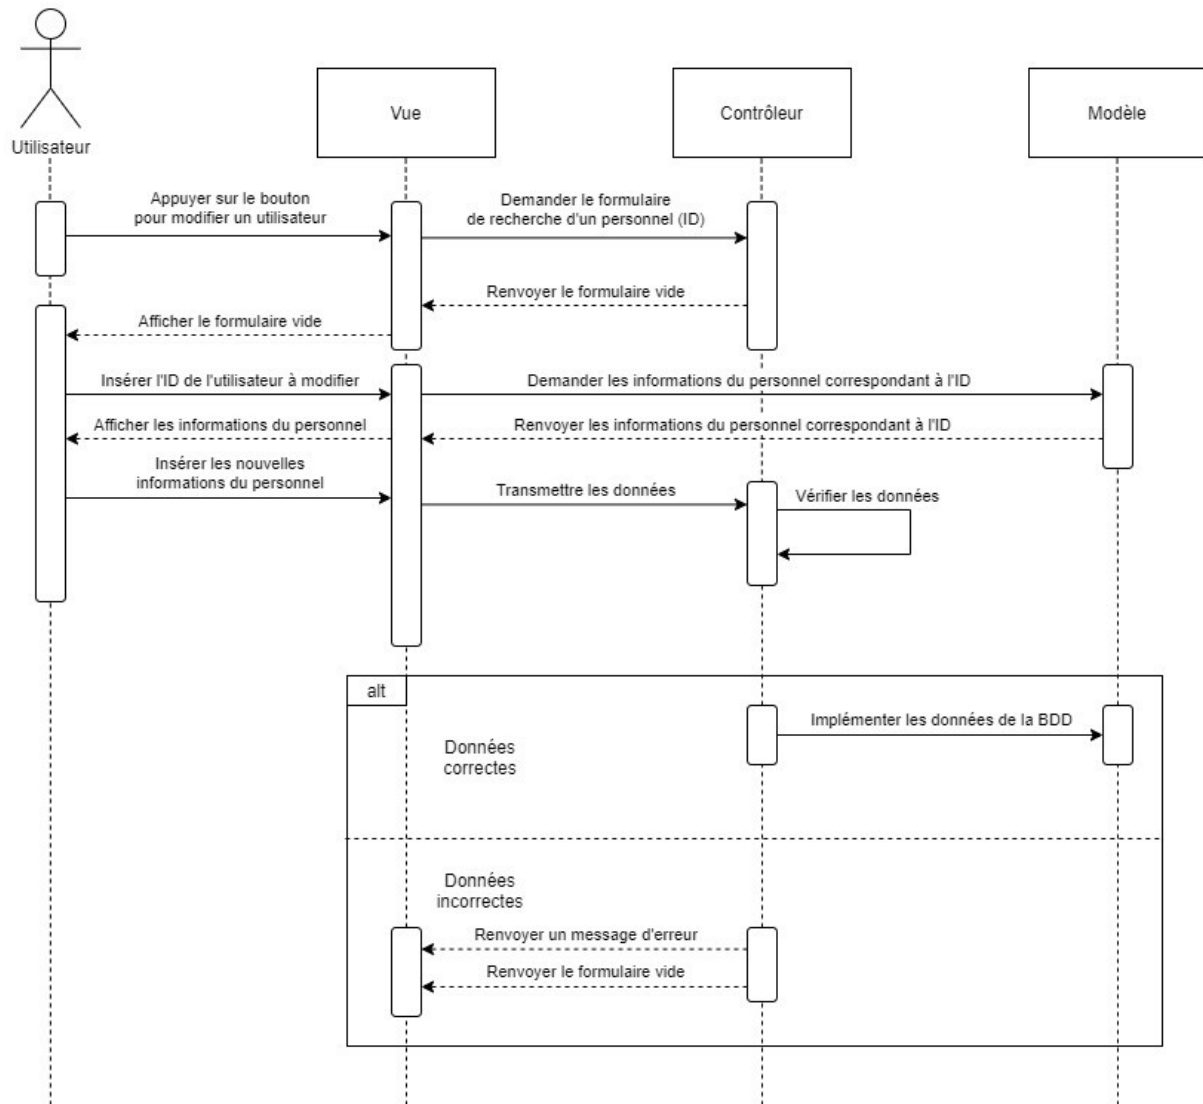 Utilisateur
Vue
Contrôleur
Modèle
Appuyer sur le bouton
pour modifier un utilisateur
Demander le formulaire
de recherche d'un personnel (ID)
Renvoyer le formulaire vide
Afficher le formulaire vide
Insérer l'ID de l'utilisateur à modifier
Demander les informations du personnel correspondant à l'ID
Afficher les informations du personnel
Renvoyer les informations du personnel correspondant à l'ID
Insérer les nouvelles
informations du personnel
Transmettre les données
Vérifier les données
alt
Implémenter les données de la BDD
Données
correctes
Données
incorrectes
Renvoyer un message d'erreur
Renvoyer le formulaire vide